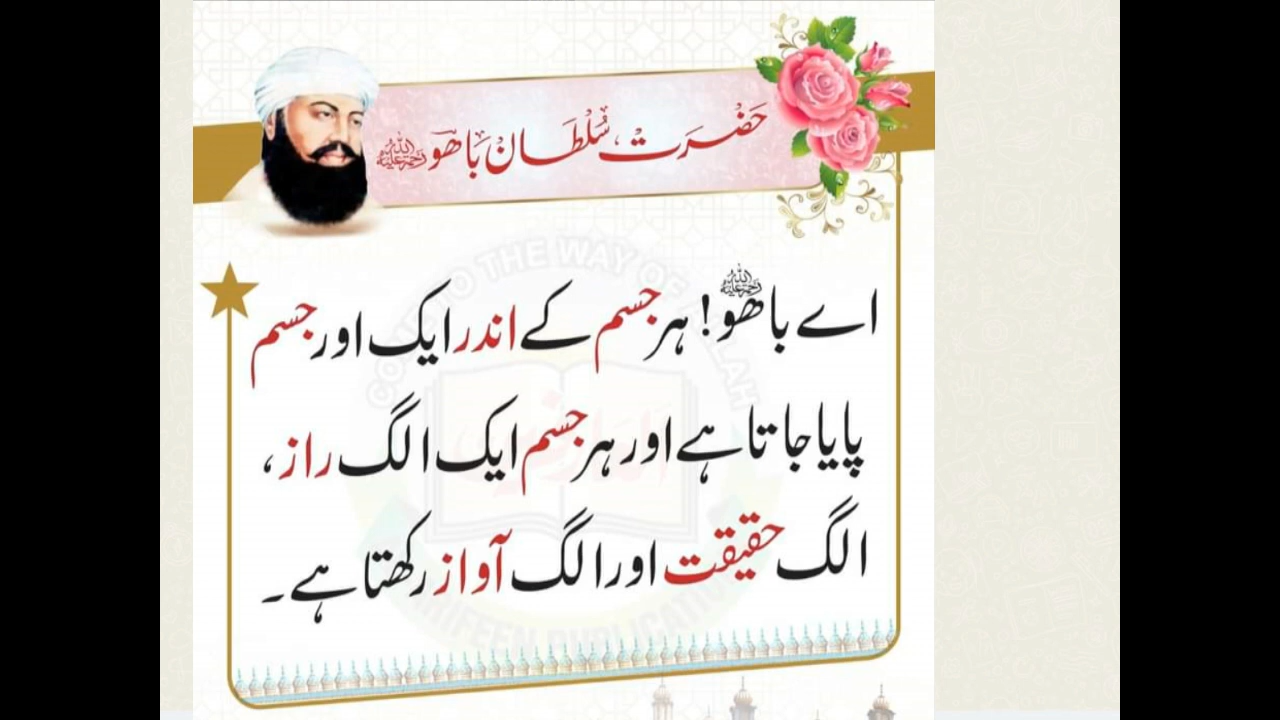 حضرت سلطان باھو رحمۃ اللہ علیہ
اے باھو رحمۃ اللہ علیہ! ہر جسم کے اندر ایک اور جسم
پایا جاتا ہے اور ہر جسم ایک الگ راز،
الگ حقیقت اور الگ آواز رکھتا ہے۔